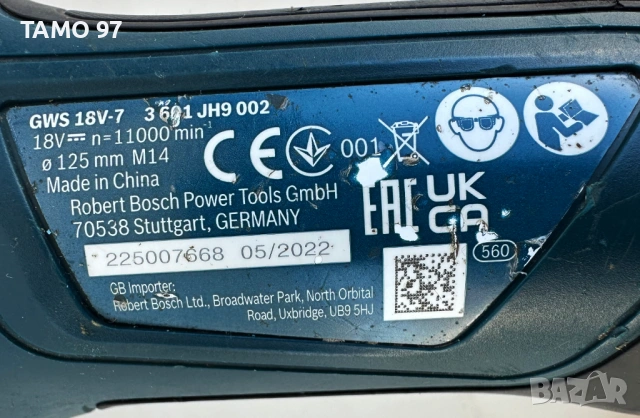 TAMO 97
GWS 18V-7 3 601 JH9 002
18V n=11000 min⁻¹
ø 125 mm M14
Made in China
Robert Bosch Power Tools GmbH
70538 Stuttgart, GERMANY
CE 001
EAC UK CA
225007668 05/2022
560
GB Importer:
Robert Bosch Ltd., Broadwater Park, North Orbital
Road, Uxbridge, UB9 5HJ
BAZAR